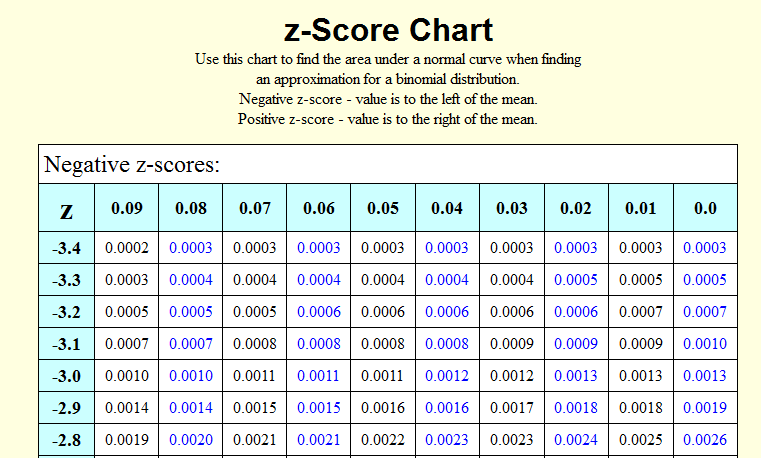 z-Score Chart
Use this chart to find the area under a normal curve when finding
an approximation for a binomial distribution.
Negative z-score - value is to the left of the mean.
Positive z-score - value is to the right of the mean.
Negative z-scores:
z 0.09 0.08 0.07 0.06 0.05 0.04 0.03 0.02 0.01 0.0
-3.4 0.0002 0.0003 0.0003 0.0003 0.0003 0.0003 0.0003 0.0003 0.0003 0.0003
-3.3 0.0003 0.0004 0.0004 0.0004 0.0004 0.0004 0.0004 0.0005 0.0005 0.0005
-3.2 0.0005 0.0005 0.0005 0.0006 0.0006 0.0006 0.0006 0.0006 0.0007 0.0007
-3.1 0.0007 0.0007 0.0008 0.0008 0.0008 0.0008 0.0009 0.0009 0.0009 0.0010
-3.0 0.0010 0.0010 0.0011 0.0011 0.0011 0.0012 0.0012 0.0013 0.0013 0.0013
-2.9 0.0014 0.0014 0.0015 0.0015 0.0016 0.0016 0.0017 0.0018 0.0018 0.0019
-2.8 0.0019 0.0020 0.0021 0.0021 0.0022 0.0023 0.0023 0.0024 0.0025 0.0026